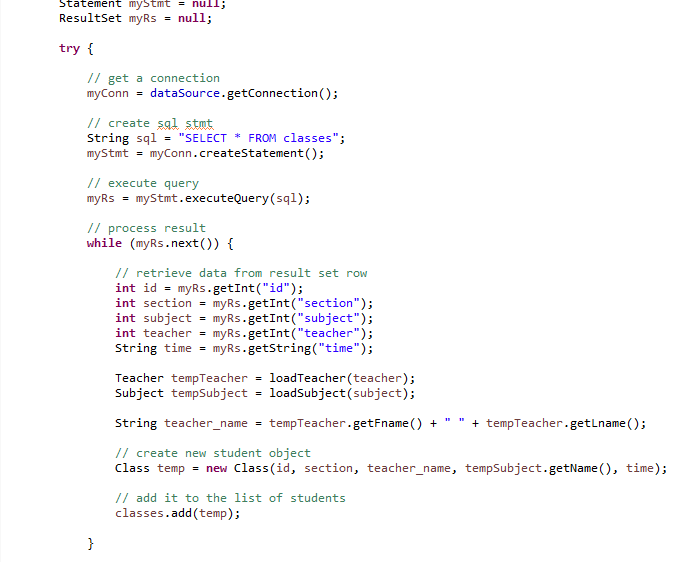 Statement myStmt = null;
ResultSet myRs = null;
try {
// get a connection
myConn = dataSource.getConnection();
// create sql stmt
String sql = "SELECT * FROM classes";
myStmt = myConn.createStatement();
// execute query
myRs = myStmt.executeQuery(sql);
// process result
while (myRs.next()) {
// retrieve data from result set row
int id = myRs.getInt("id");
int section = myRs.getInt("section");
int subject = myRs.getInt("subject");
int teacher = myRs.getInt("teacher");
String time = myRs.getString("time");
Teacher tempTeacher = loadTeacher(teacher);
Subject tempSubject = loadSubject(subject);
String teacher_name = tempTeacher.getFname() + " " + tempTeacher.getLname();
// create new student object
Class temp = new Class(id, section, teacher_name, tempSubject.getName(), time);
// add it to the list of students
classes.add(temp);
}